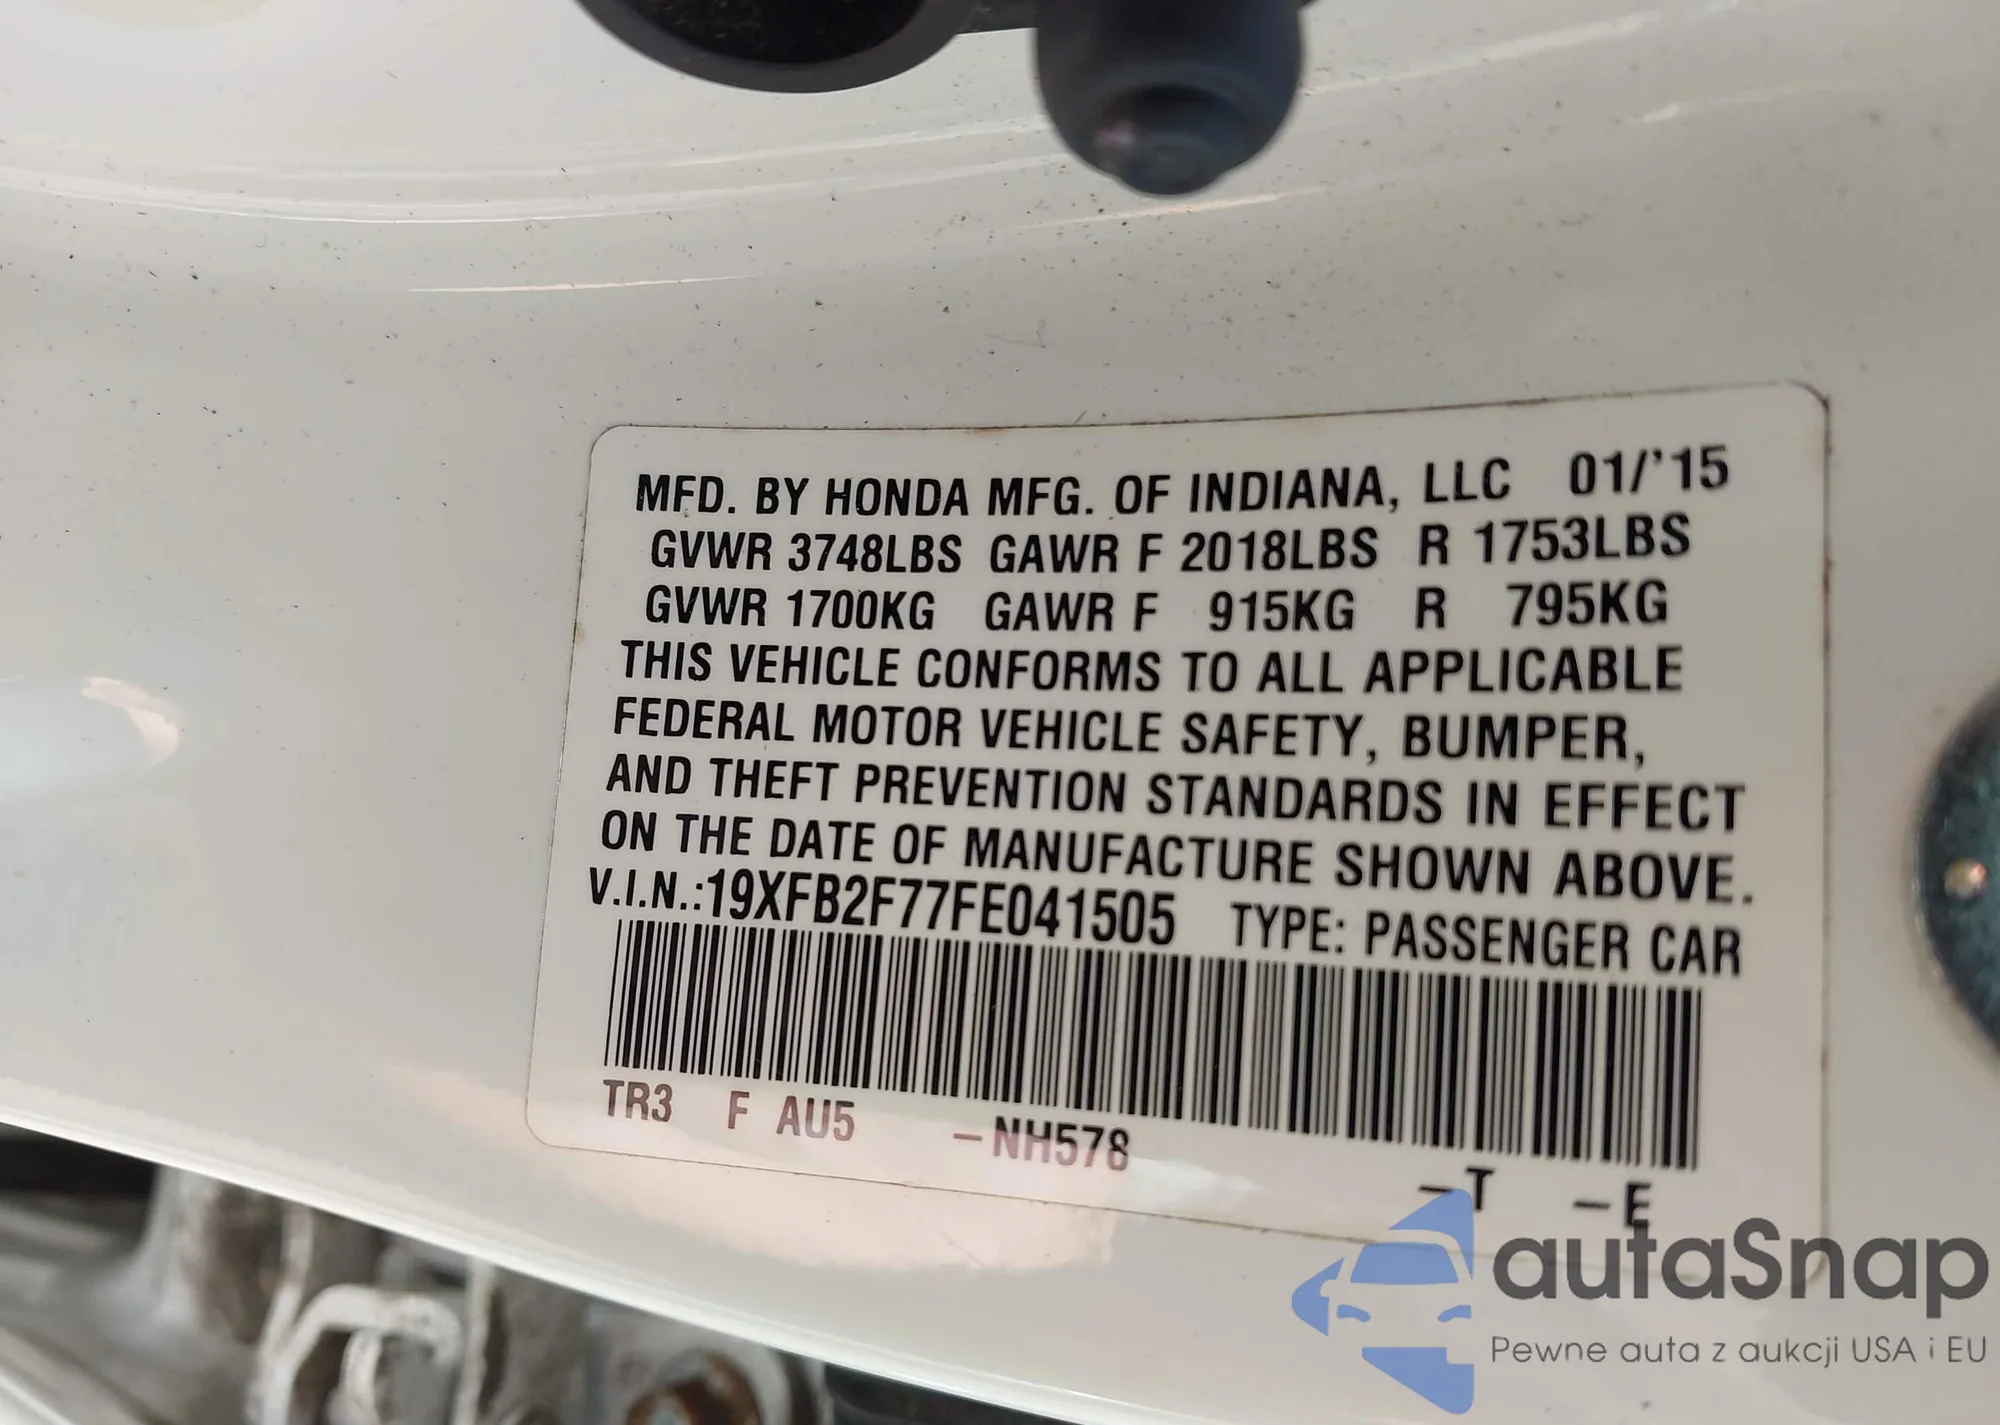 MFD. BY HONDA MFG. OF INDIANA, LLC 01/'15
GVWR 3748LBS GAWR F 2018LBS R 1753LBS
GVWR 1700KG GAWR F 915KG R 795KG
THIS VEHICLE CONFORMS TO ALL APPLICABLE
FEDERAL MOTOR VEHICLE SAFETY, BUMPER,
AND THEFT PREVENTION STANDARDS IN EFFECT
ON THE DATE OF MANUFACTURE SHOWN ABOVE.
V.I.N.:19XFB2F77FE041505 TYPE: PASSENGER CAR
TR3 F AU5 -NH578 -T -E
autaSnap
Pewne auta z aukcji USA i EU